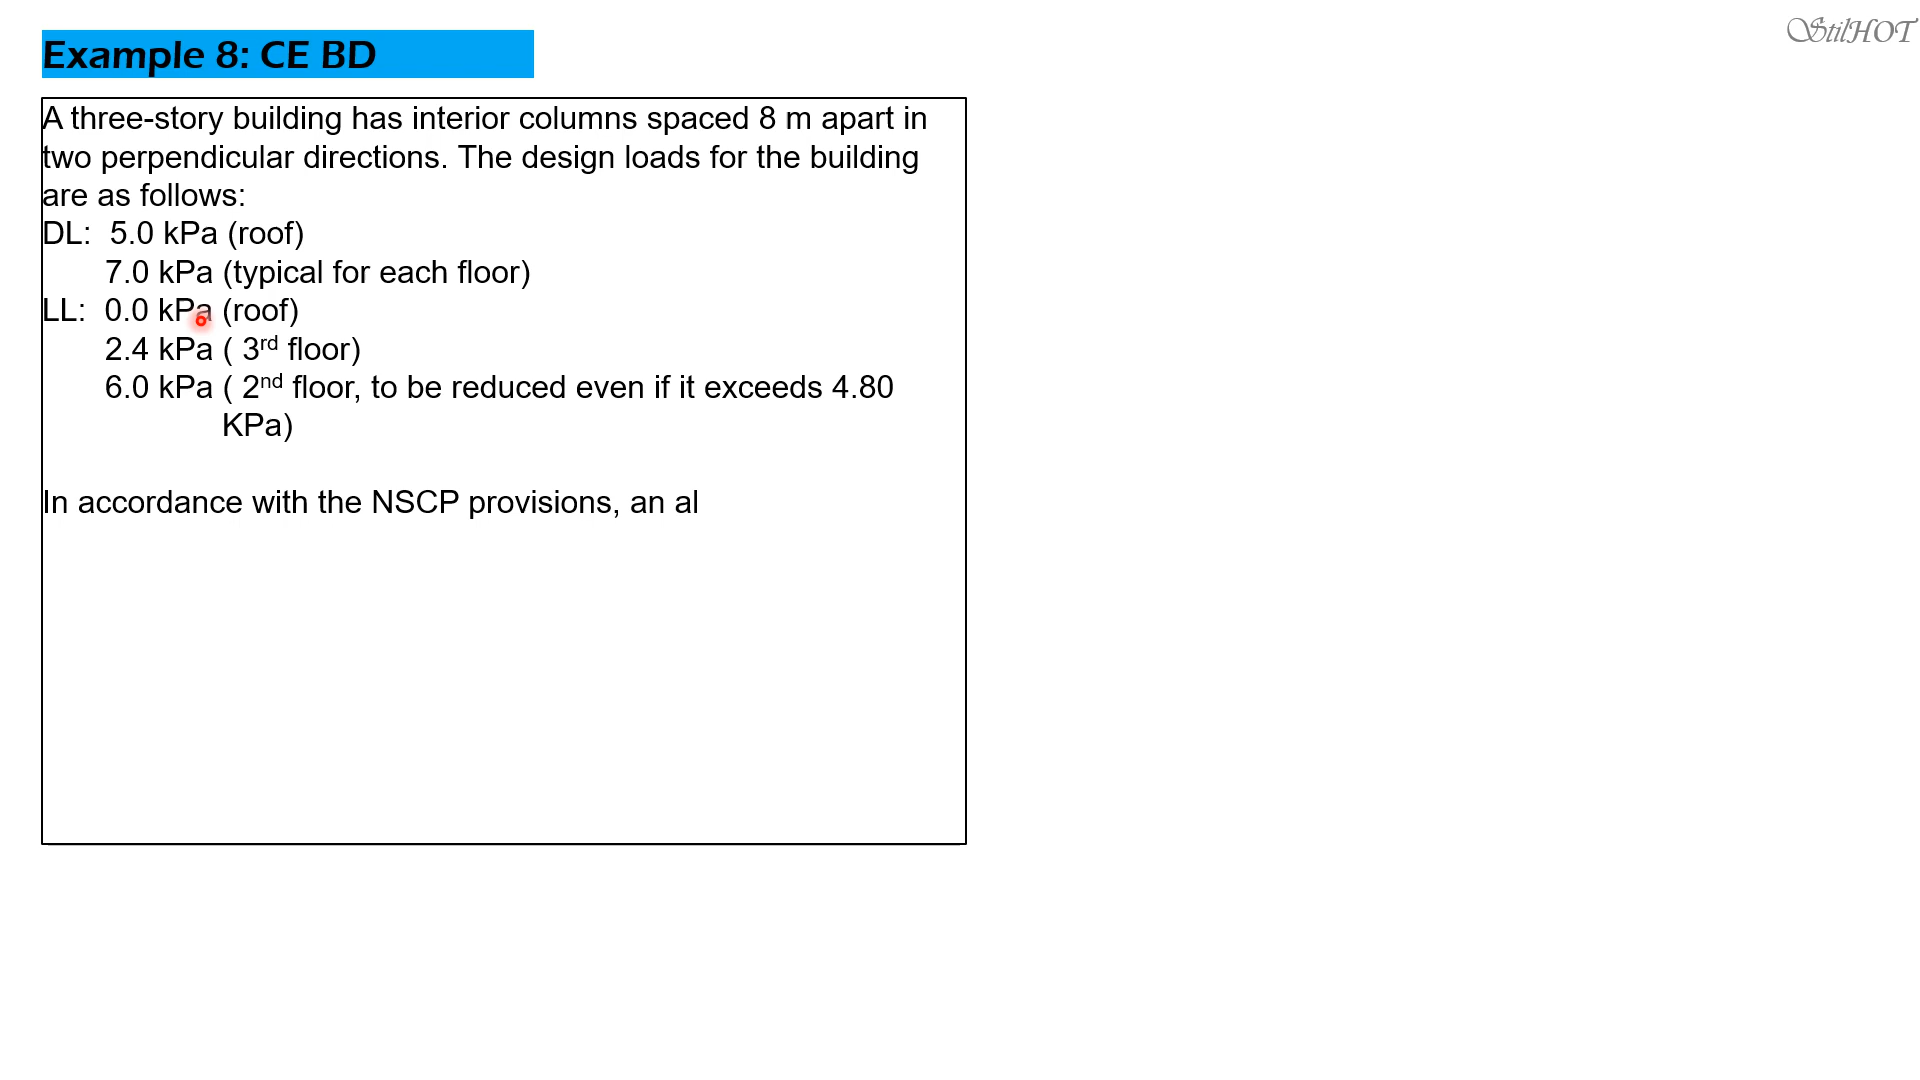 StilHOT
Example 8: CE BD
A three-story building has interior columns spaced 8 m apart in
two perpendicular directions. The design loads for the building
are as follows:
DL: 5.0 kPa (roof)
7.0 kPa (typical for each floor)
LL: 0.0 kPa (roof)
2.4 kPa ( 3rd floor)
6.0 kPa ( 2nd floor, to be reduced even if it exceeds 4.80
KPa)
In accordance with the NSCP provisions, an al